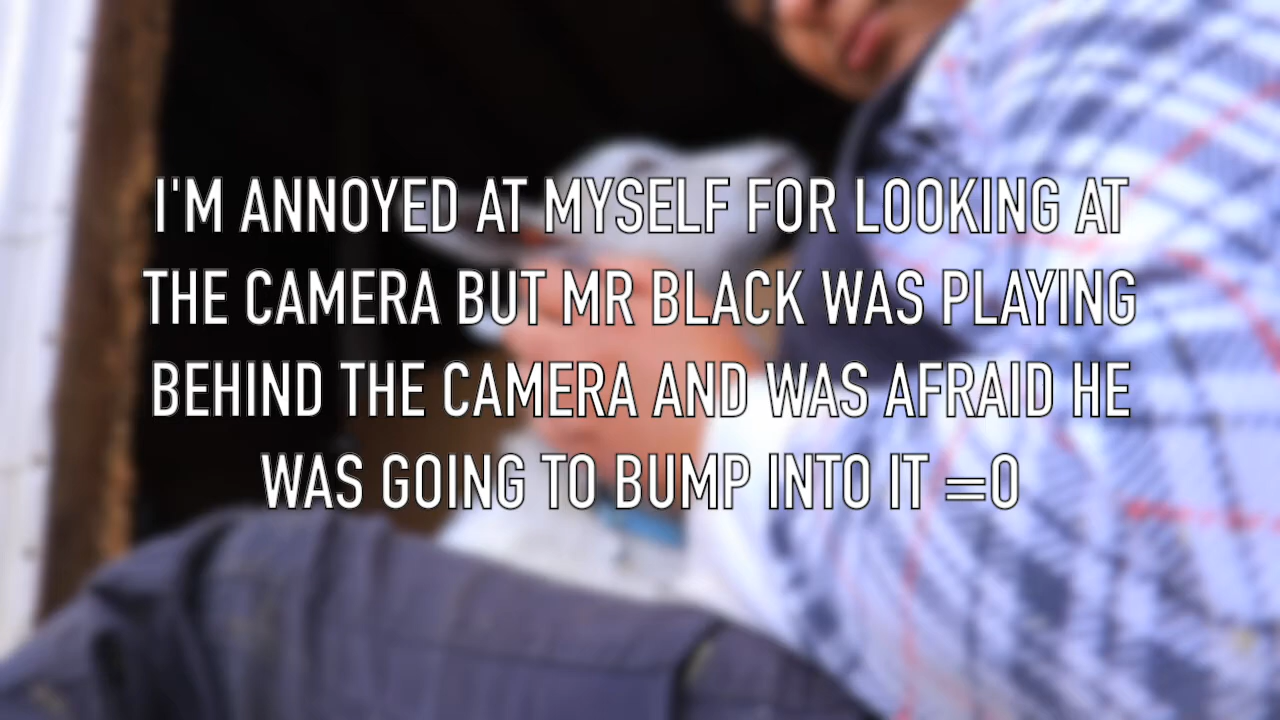 I'M ANNOYED AT MYSELF FOR LOOKING AT
THE CAMERA BUT MR BLACK WAS PLAYING
BEHIND THE CAMERA AND WAS AFRAID HE
WAS GOING TO BUMP INTO IT =O